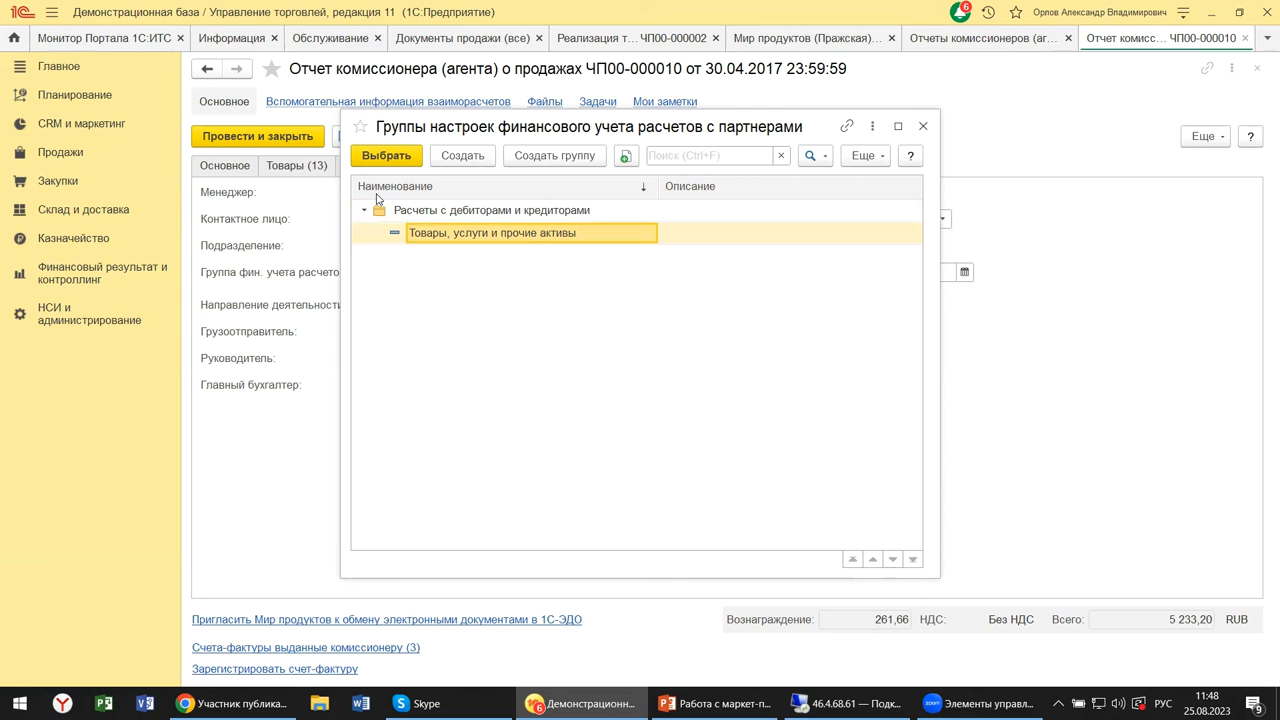 Демонстрационная база / Управление торговлей, редакция 11 (1С:Предприятие)
6
Орлов Александр Владимирович
Монитор Портала 1С:ИТС
Информация
Обслуживание
Документы продажи (все)
Реализация т... ЧП00-000002
Мир продуктов (Пражская)...
Отчеты комиссионеров (аг...
Отчет комисс... ЧП00-000010
Главное
Планирование
CRM и маркетинг
Продажи
Закупки
Склад и доставка
Казначейство
Финансовый результат и
контроллинг
НСИ и
администрирование
Отчет комиссионера (агента) о продажах ЧП00-000010 от 30.04.2017 23:59:59
Основное
Вспомогательная информация взаиморасчетов
Файлы
Задачи
Мои заметки
Провести и закрыть
Еще
?
Основное
Товары (13)
Менеджер:
Контактное лицо:
Подразделение:
Группа фин. учета расчето
Направление деятельности
Грузоотправитель:
Руководитель:
Главный бухгалтер:
Группы настроек финансового учета расчетов с партнерами
Выбрать
Создать
Создать группу
Поиск (Ctrl+F)
Еще
?
Наименование
Описание
Расчеты с дебиторами и кредиторами
Товары, услуги и прочие активы
Пригласить Мир продуктов к обмену электронными документами в 1С-ЭДО
Вознаграждение:
261,66
НДС:
Без НДС
Всего:
5 233,20
RUB
Счета-фактуры выданные комиссионеру (3)
Зарегистрировать счет-фактуру
Участник публика...
Skype
Демонстрационн...
Работа с маркет-п...
46.4.68.61 — Подк...
Элементы управ...
РУС
11:48
25.08.2023
9